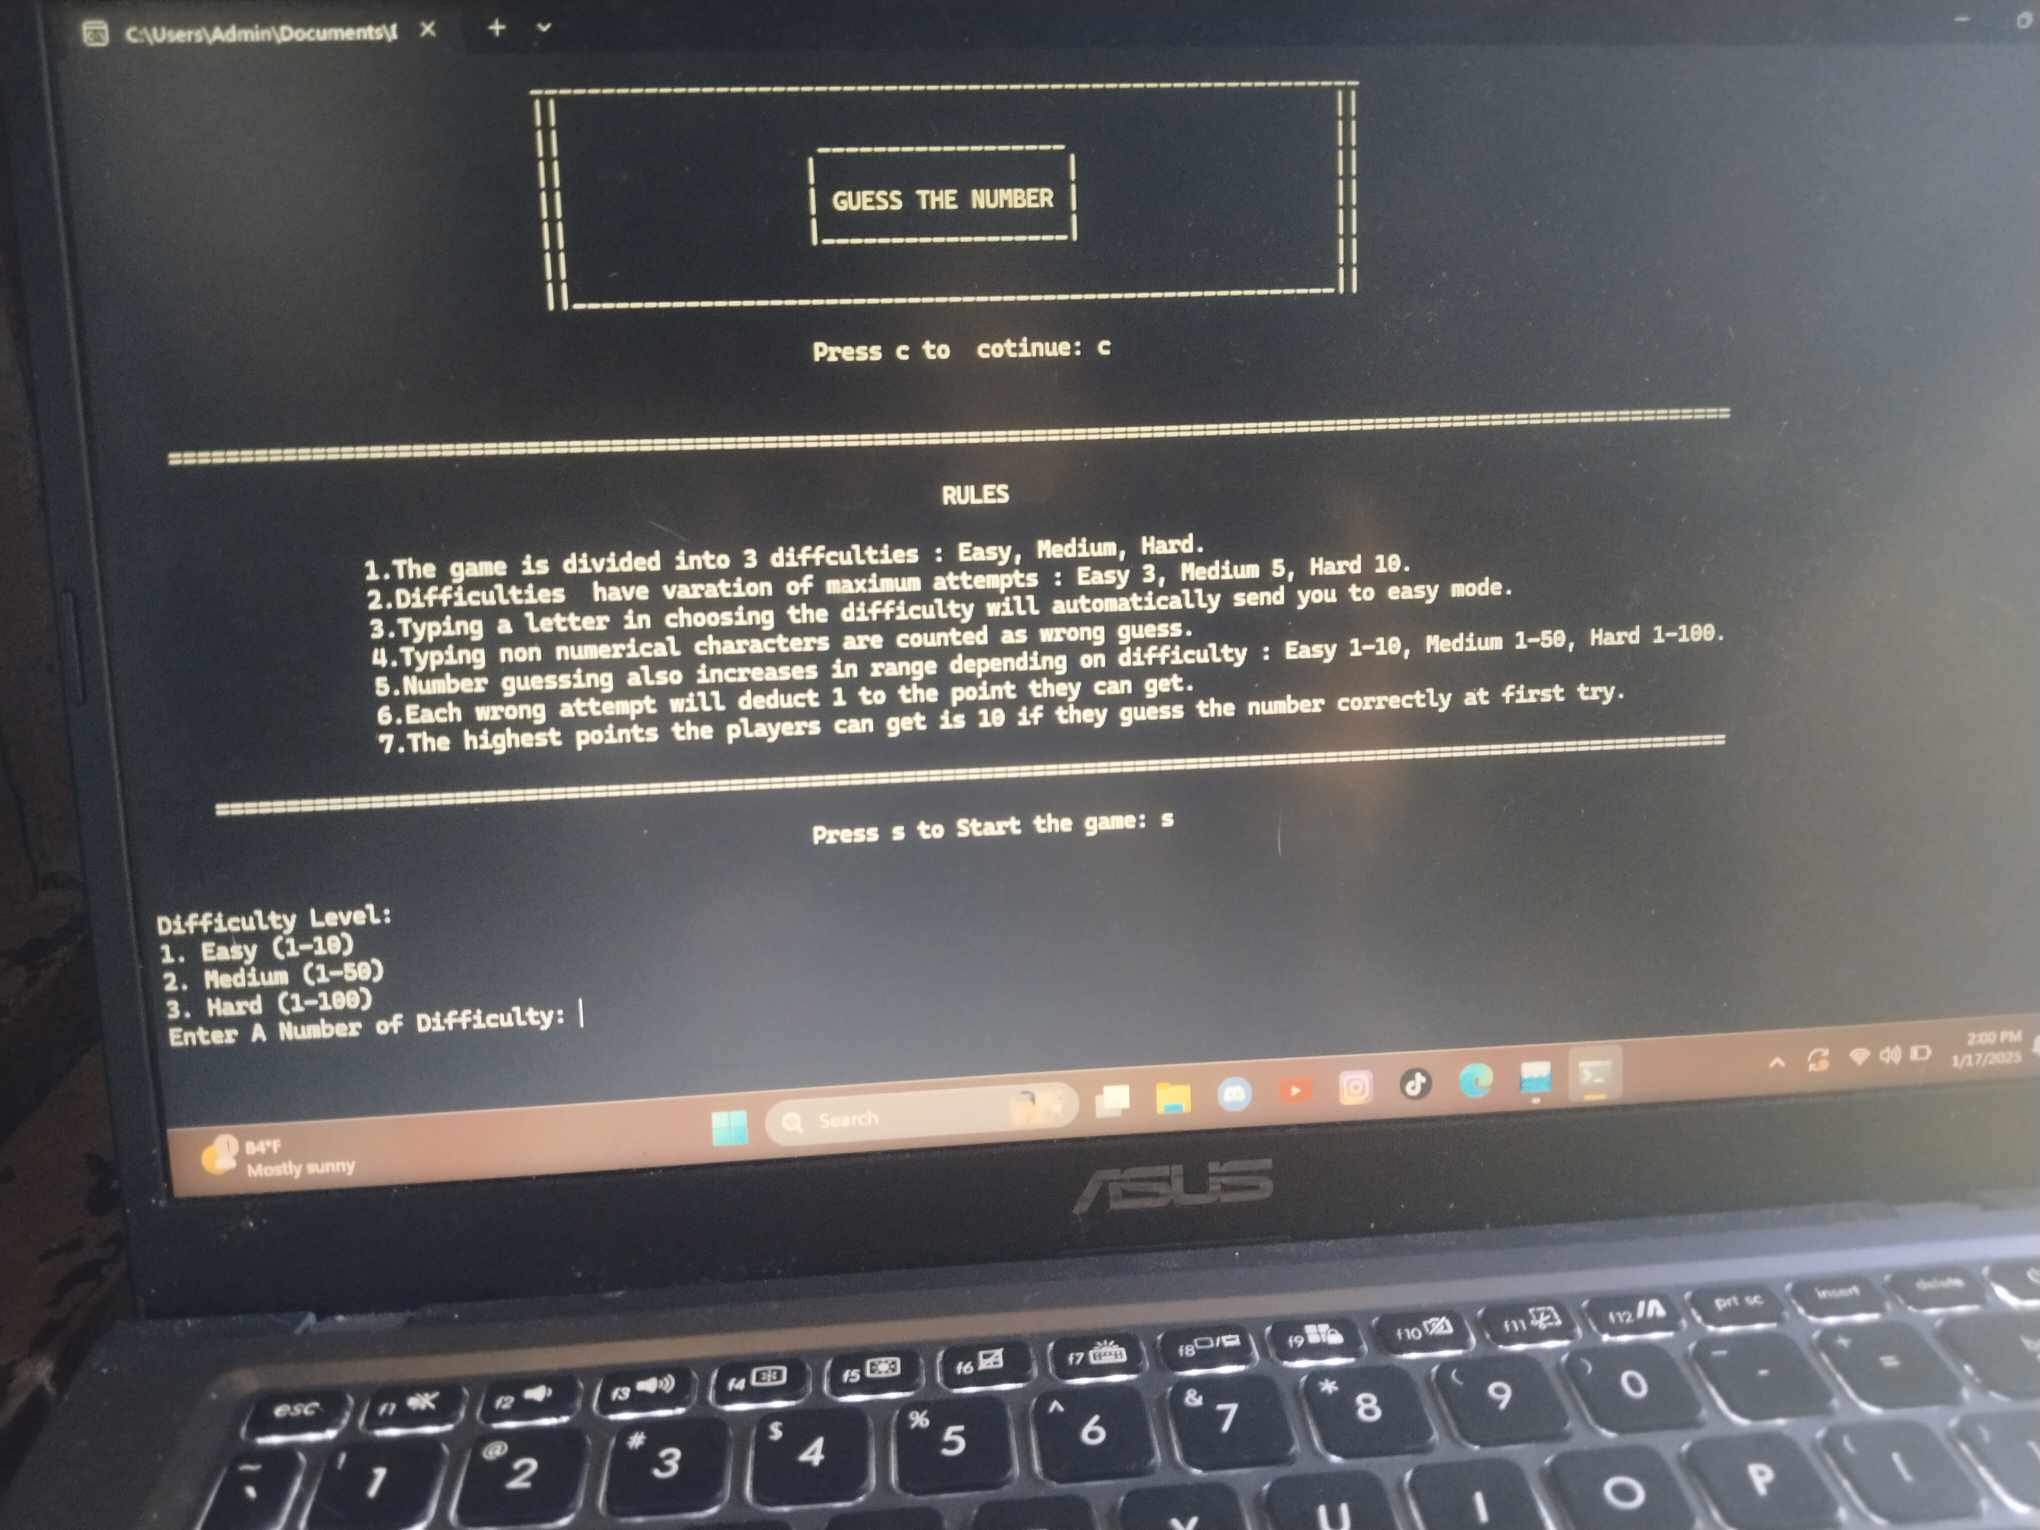 C:\Users\Admin\Documents\
GUESS THE NUMBER
Press c to  cotinue: c
RULES
1.The game is divided into 3 diffculties : Easy, Medium, Hard.
2.Difficulties  have varation of maximum attempts : Easy 3, Medium 5, Hard 10.
3.Typing a letter in choosing the difficulty will automatically send you to easy mode.
4.Typing non numerical characters are counted as wrong guess.
5.Number guessing also increases in range depending on difficulty : Easy 1-10, Medium 1-50, Hard 1-100.
6.Each wrong attempt will deduct 1 to the point they can get.
7.The highest points the players can get is 10 if they guess the number correctly at first try.
Press s to Start the game: s
Difficulty Level:
1. Easy (1-10)
2. Medium (1-50)
3. Hard (1-100)
Enter A Number of Difficulty:
2:00 PM
1/17/2025
84°F
Mostly sunny
Search
ASUS
esc f1 f2 f3 f4 f5 f6 f7 f8 f9 f10 f11 f12 prt sc insert delete
~ ! 1 @ 2 # 3 $ 4 % 5 ^ 6 & 7 * 8 ( 9 ) 0 - + =
Y U I O P